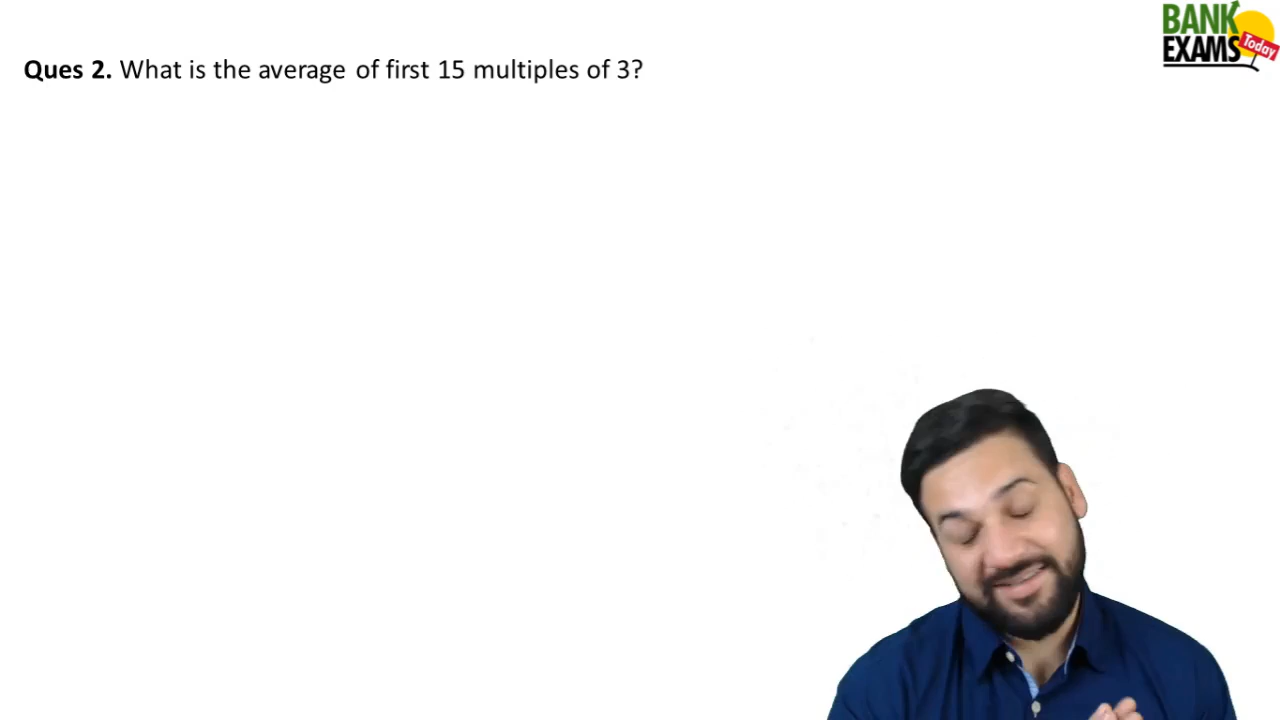 BANK
EXAMS Today
Ques 2. What is the average of first 15 multiples of 3?